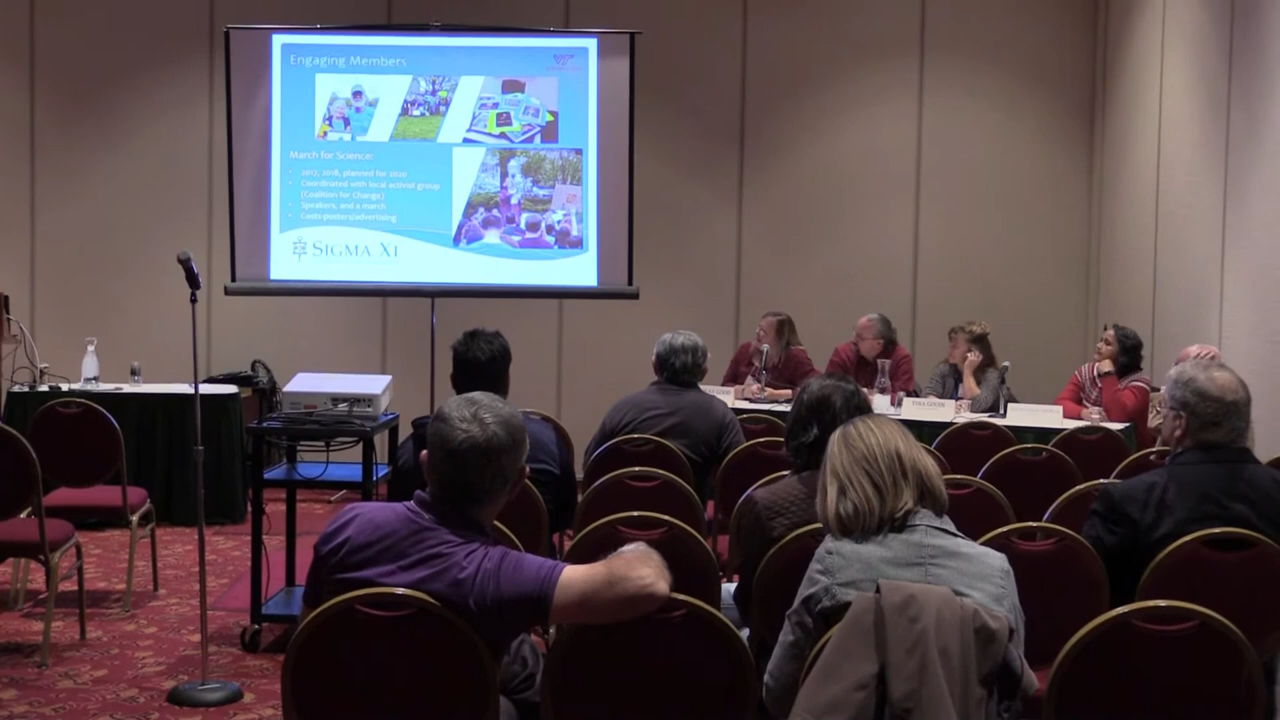 Engaging Members
March for Science:
• 2017, 2018, planned for 2020
• Coordinated with local activist group
(Coalition for Change)
• Speakers, and a march
• Costs-posters/advertising
SIGMA XI